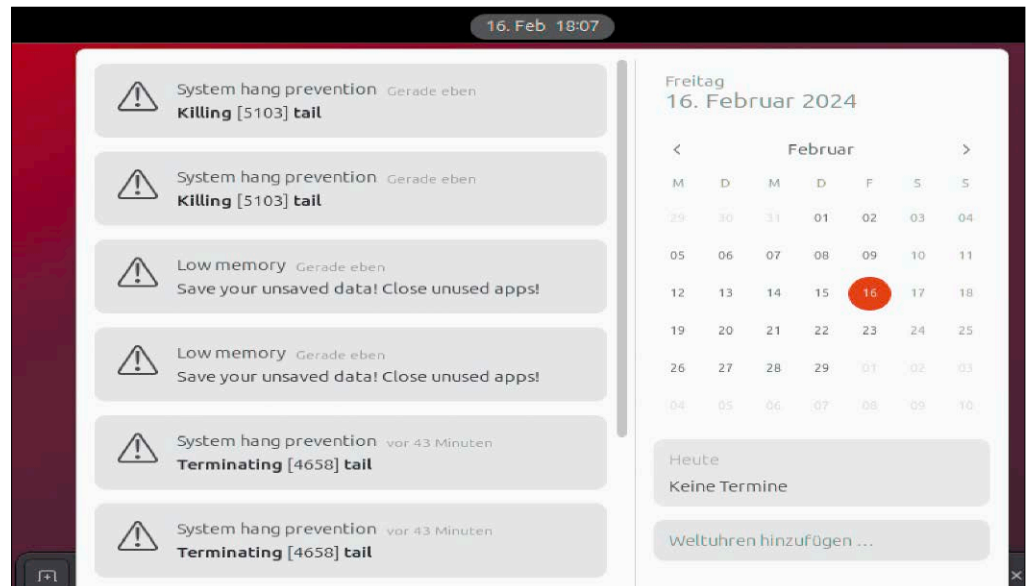 16. Feb 18:07
System hang prevention Gerade eben
Killing [5103] tail
System hang prevention Gerade eben
Killing [5103] tail
Low memory Gerade eben
Save your unsaved data! Close unused apps!
Low memory Gerade eben
Save your unsaved data! Close unused apps!
System hang prevention vor 43 Minuten
Terminating [4658] tail
System hang prevention vor 43 Minuten
Terminating [4658] tail
Freitag
16. Februar 2024
< Februar >
M D M D F S S
29 30 31 01 02 03 04
05 06 07 08 09 10 11
12 13 14 15 16 17 18
19 20 21 22 23 24 25
26 27 28 29 01 02 03
04 05 06 07 08 09 10
Heute
Keine Termine
Weltuhren hinzufügen ...